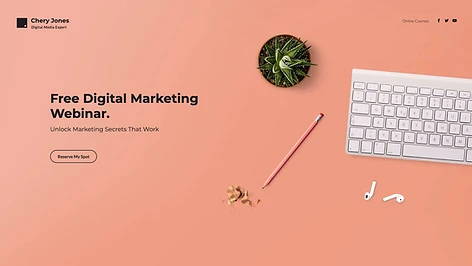 Chery Jones
Digital Media Expert
Online Courses
Free Digital Marketing
Webinar.
Unlock Marketing Secrets That Work
Reserve My Spot